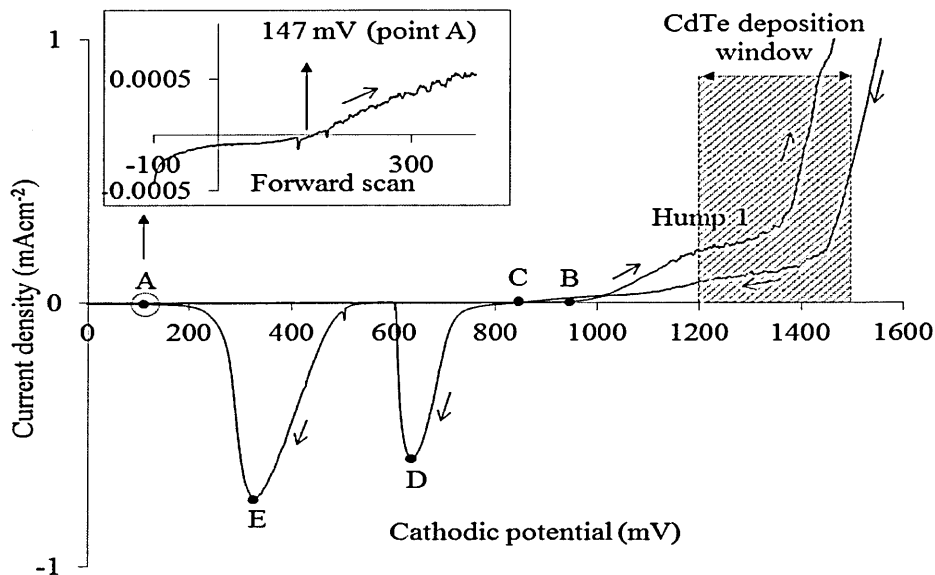 1
CdTe deposition
window
147 mV (point A)
0.0005
-100
300
-0.0005
Forward scan
Hump 1
A
C
B
0
0
200
400
600
800
1000
1200
1400
1600
D
E
Cathodic potential (mV)
-1
Current density (mAcm-2)